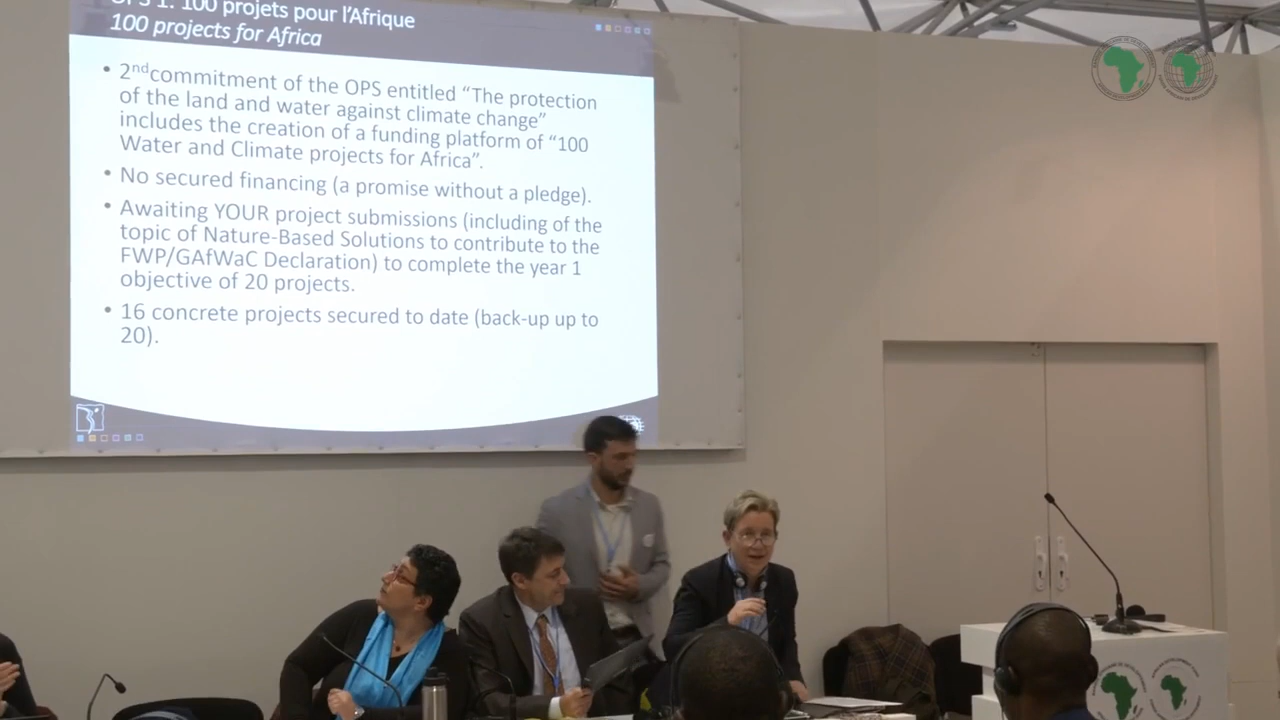 OPS 1: 100 projets pour l’Afrique
100 projects for Africa
• 2nd commitment of the OPS entitled “The protection
of the land and water against climate change”
includes the creation of a funding platform of “100
Water and Climate projects for Africa”.
• No secured financing (a promise without a pledge).
• Awaiting YOUR project submissions (including of the
topic of Nature-Based Solutions to contribute to the
FWP/GAfWaC Declaration) to complete the year 1
objective of 20 projects.
• 16 concrete projects secured to date (back-up up to
20).